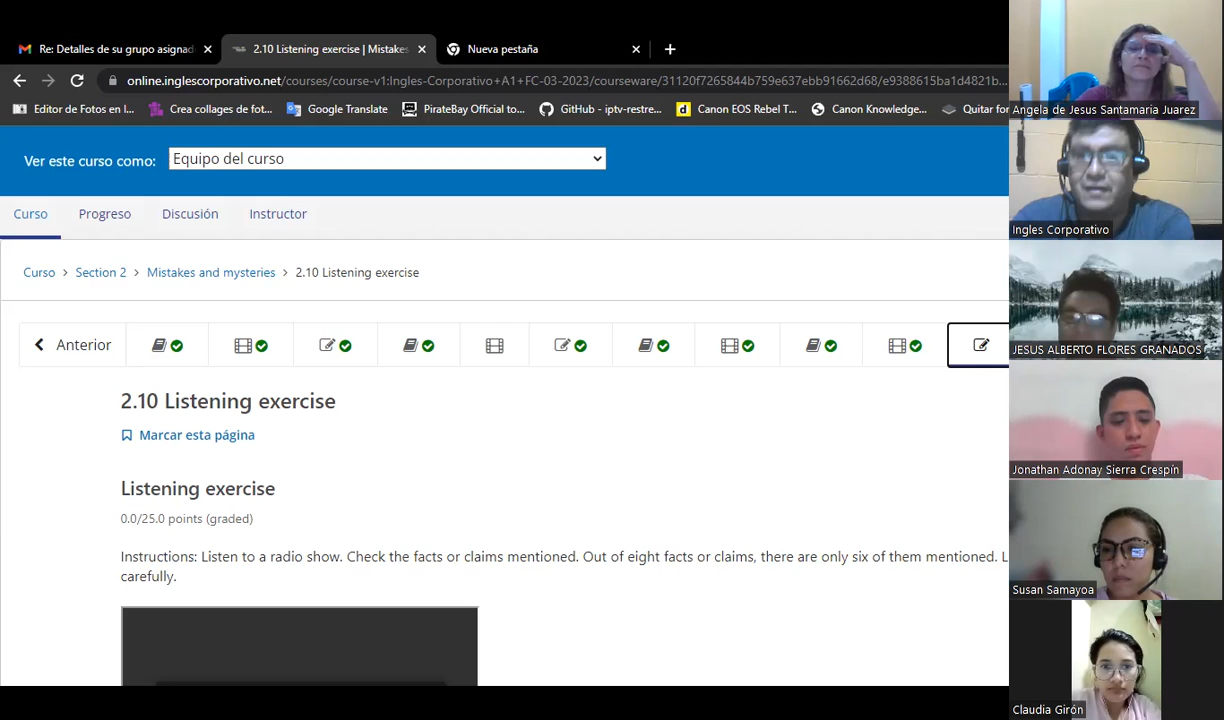 Re: Detalles de su grupo asignad
2.10 Listening exercise | Mistakes
Nueva pestaña
online.inglescorporativo.net/courses/course-v1:Ingles-Corporativo+A1+FC-03-2023/courseware/31120f7265844b759e637ebb91662d68/e9388615ba1d4821b...
Editor de Fotos en l...
Crea collages de fot...
Google Translate
PirateBay Official to...
GitHub - iptv-restre...
Canon EOS Rebel T...
Canon Knowledge...
Quitar for
Ver este curso como:
Equipo del curso
Curso
Progreso
Discusión
Instructor
Curso > Section 2 > Mistakes and mysteries > 2.10 Listening exercise
Anterior
2.10 Listening exercise
Marcar esta página
Listening exercise
0.0/25.0 points (graded)
Instructions: Listen to a radio show. Check the facts or claims mentioned. Out of eight facts or claims, there are only six of them mentioned. L
carefully.
Angela de Jesus Santamaria Juarez
Ingles Corporativo
JESUS ALBERTO FLORES GRANADOS
Jonathan Adonay Sierra Crespín
Susan Samayoa
Claudia Girón